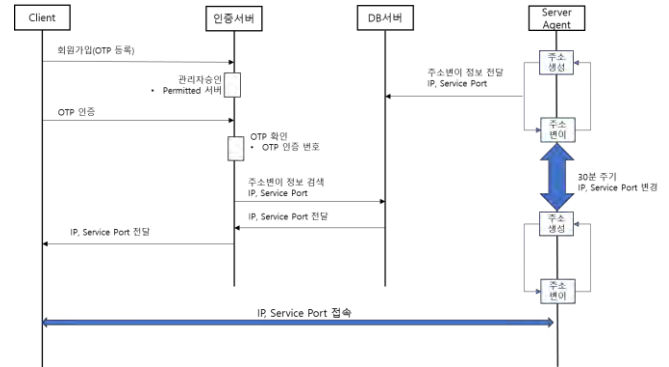 Client
인증서버
DB서버
Server
Agent
회원가입(OTP 등록)
주소
생성
관리자승인
• Permitted 서버
주소변이 정보 전달
IP, Service Port
OTP 인증
주소
변이
OTP 확인
• OTP 인증 번호
주소변이 정보 검색
IP, Service Port
30분 주기
IP, Service Port 변경
IP, Service Port 전달
주소
생성
IP, Service Port 전달
주소
변이
IP, Service Port 접속